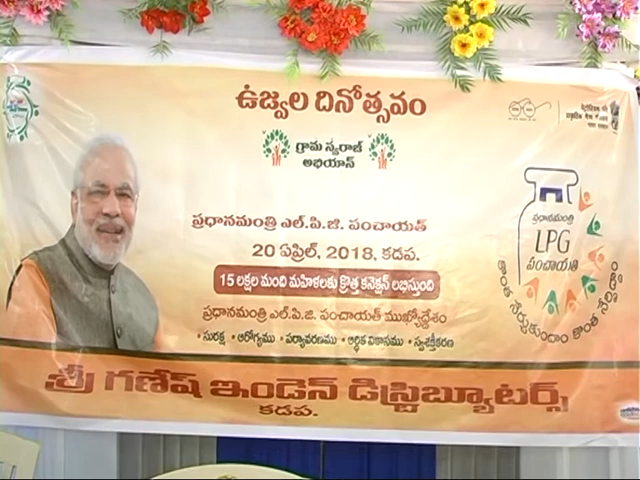 ఉజ్వల దినోత్సవం
గ్రామ స్వరాజ్
అభియాన్
ప్రధానమంత్రి ఎల్.పి.జి. పంచాయత్
20 ఏప్రిల్, 2018, కడప.
15 లక్షల మంది మహిళలకు క్రొత్త కనెక్షన్ లభిస్తుంది
ప్రధానమంత్రి ఎల్.పి.జి. పంచాయత్ ముఖ్యోద్దేశం
• సురక్ష • ఆరోగ్యము • పర్యావరణము • ఆర్ధిక వికాసము • స్వశక్తీకరణ
ప్రధానమంత్రి
LPG
పంచాయతి
శ్రీ గణేష్ ఇండెన్ డిస్ట్రిబ్యూటర్స్
కడప.